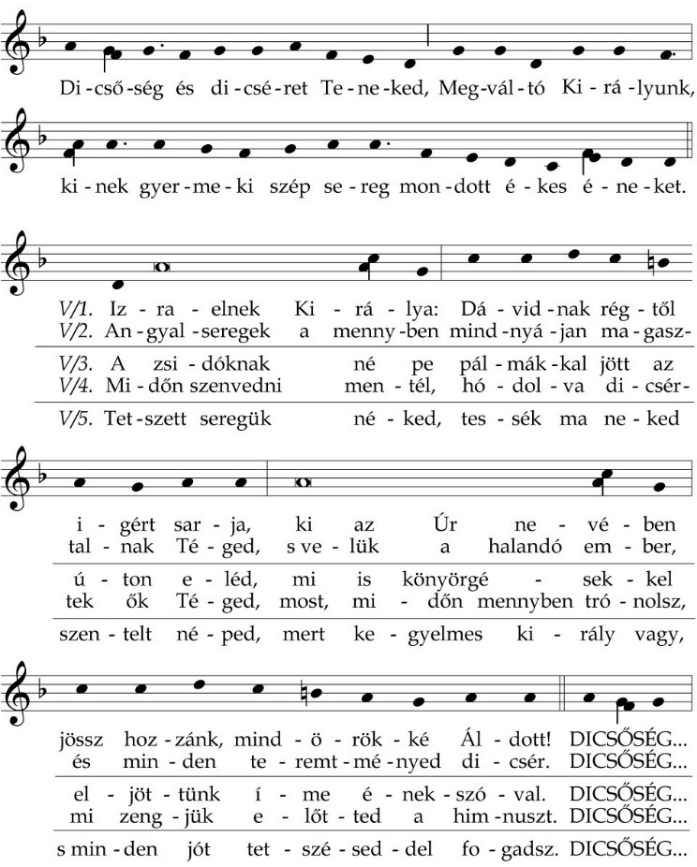 Di - cső - ség és di - csé - ret Te - ne - ked, Meg - vál - tó Ki - rá - lyunk,
ki - nek gyer - me - ki szép se - reg mon - dott é - kes é - ne - ket.
V/1. Iz - ra - elnek Ki - rá - lya: Dá - vid - nak rég - től
V/2. An - gyal - seregek a menny - ben mind - nyá - jan ma - gasz-
V/3. A zsi - dóknak né pe pál - mák - kal jött az
V/4. Mi - dőn szenvedni men - tél, hó - dol - va di - csér-
V/5. Tet - szett seregük né - ked, tes - sék ma ne - ked
i - gért sar - ja, ki az Úr ne - vé - ben
tal - nak Té - ged, s ve - lük a halandó em - ber,
ú - ton e - léd, mi is könyörgé - sek - kel
tek ők Té - ged, most, mi - dőn mennyben tró - nolsz,
szen - telt né - ped, mert ke - gyelmes ki - rály vagy,
jössz hoz - zánk, mind - ö - rök - ké Ál - dott! DICSŐSÉG...
és min - den te - remt - mé - nyed di - csér. DICSŐSÉG...
el - jöt - tünk í - me é - nek - szó - val. DICSŐSÉG...
mi zeng - jük e - lőt - ted a him - nuszt. DICSŐSÉG...
s min - den jót tet - szé - sed - del fo - gadsz. DICSŐSÉG...